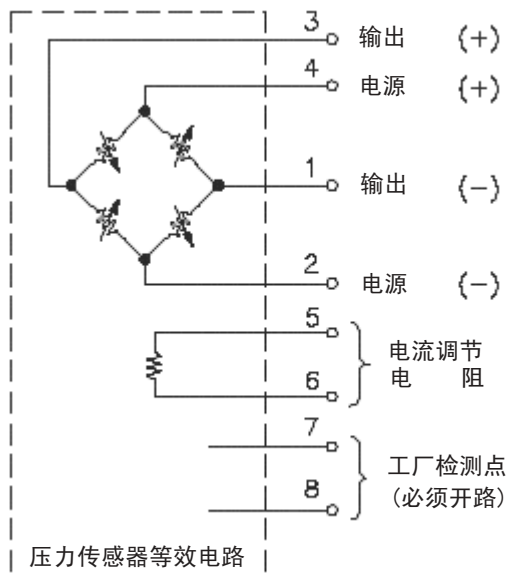 3 输出 (+)
4 电源 (+)
1 输出 (-)
2 电源 (-)
5
电流调节
电 阻
6
7
工厂检测点
(必须开路)
8
压力传感器等效电路